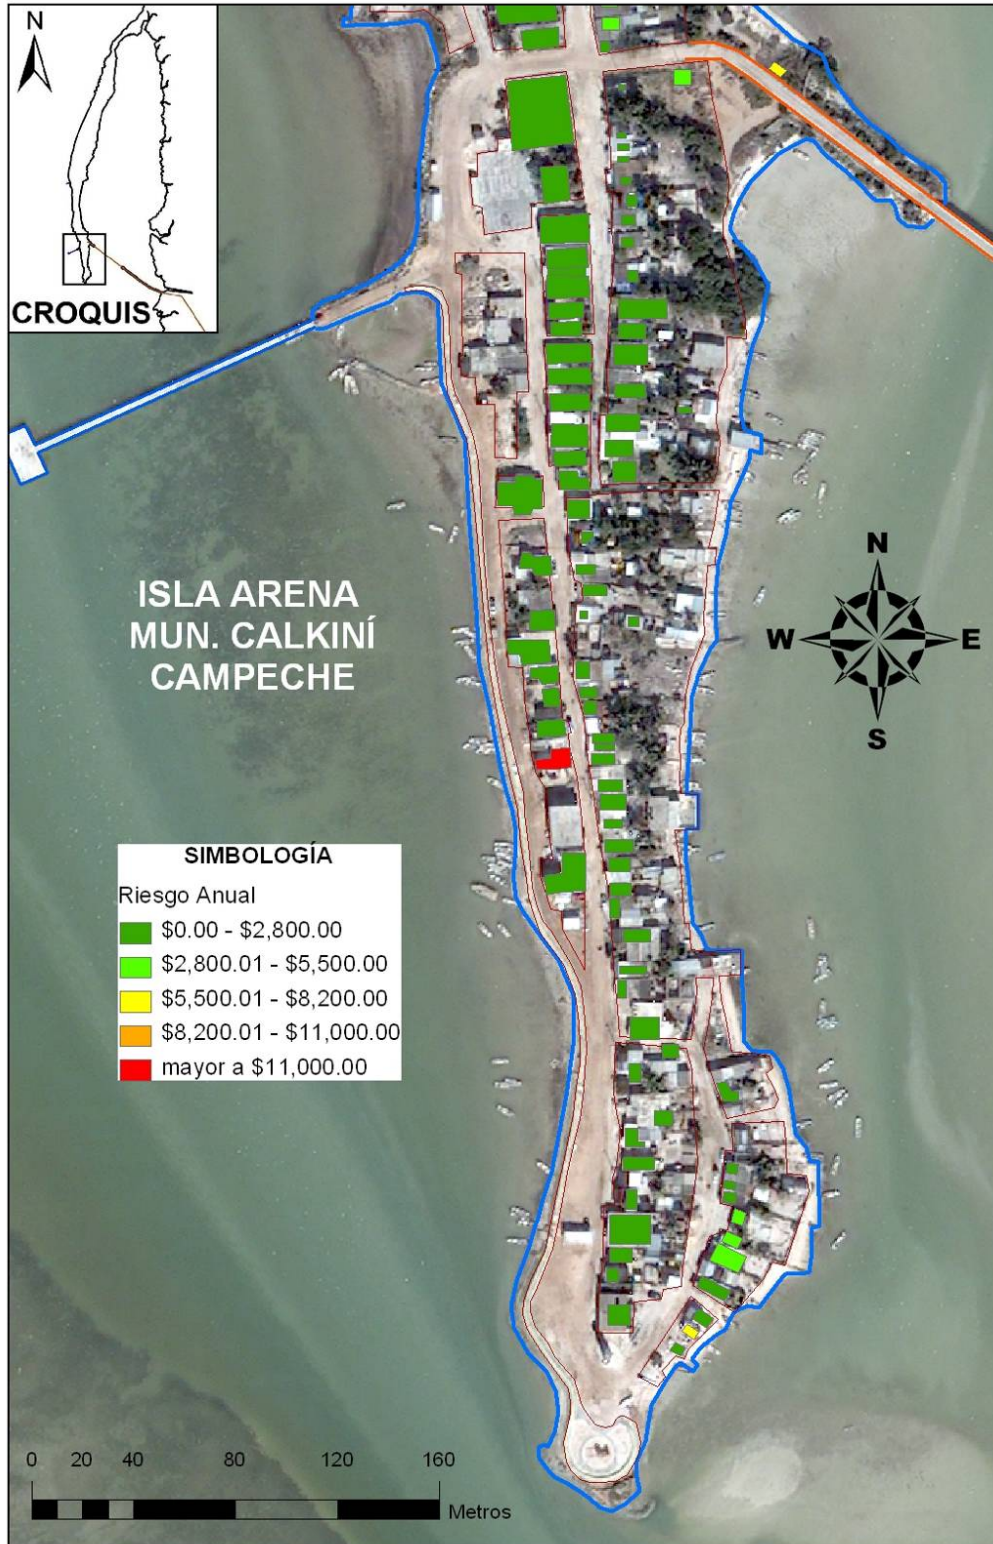 N
CROQUIS
ISLA ARENA
MUN. CALKINÍ
CAMPECHE
N
W E
S
SIMBOLOGÍA
Riesgo Anual
$0.00 - $2,800.00
$2,800.01 - $5,500.00
$5,500.01 - $8,200.00
$8,200.01 - $11,000.00
mayor a $11,000.00
0 20 40 80 120 160
Metros